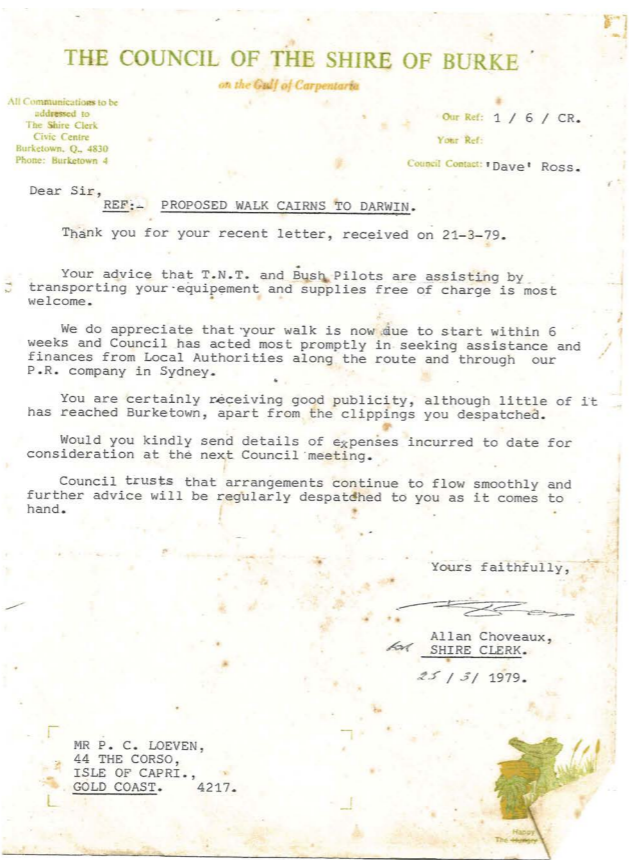 THE COUNCIL OF THE SHIRE OF BURKE
on the Gulf of Carpentaria
All Communications to be
addressed to
The Shire Clerk
Civic Centre
Burketown, Q., 4830
Phone: Burketown 4
Our Ref: 1 / 6 / CR.
Your Ref:
Council Contact: 'Dave' Ross.
Dear Sir,
REF:- PROPOSED WALK CAIRNS TO DARWIN.
Thank you for your recent letter, received on 21-3-79.
Your advice that T.N.T. and Bush Pilots are assisting by
transporting your equipement and supplies free of charge is most
welcome.
We do appreciate that your walk is now due to start within 6
weeks and Council has acted most promptly in seeking assistance and
finances from Local Authorities along the route and through our
P.R. company in Sydney.
You are certainly receiving good publicity, although little of it
has reached Burketown, apart from the clippings you despatched.
Would you kindly send details of expenses incurred to date for
consideration at the next Council meeting.
Council trusts that arrangements continue to flow smoothly and
further advice will be regularly despatched to you as it comes to
hand.
Yours faithfully,
Allan Choveaux,
for SHIRE CLERK.
25 / 3 / 1979.
MR P. C. LOEVEN,
44 THE CORSO,
ISLE OF CAPRI.,
GOLD COAST. 4217.
Happy
The